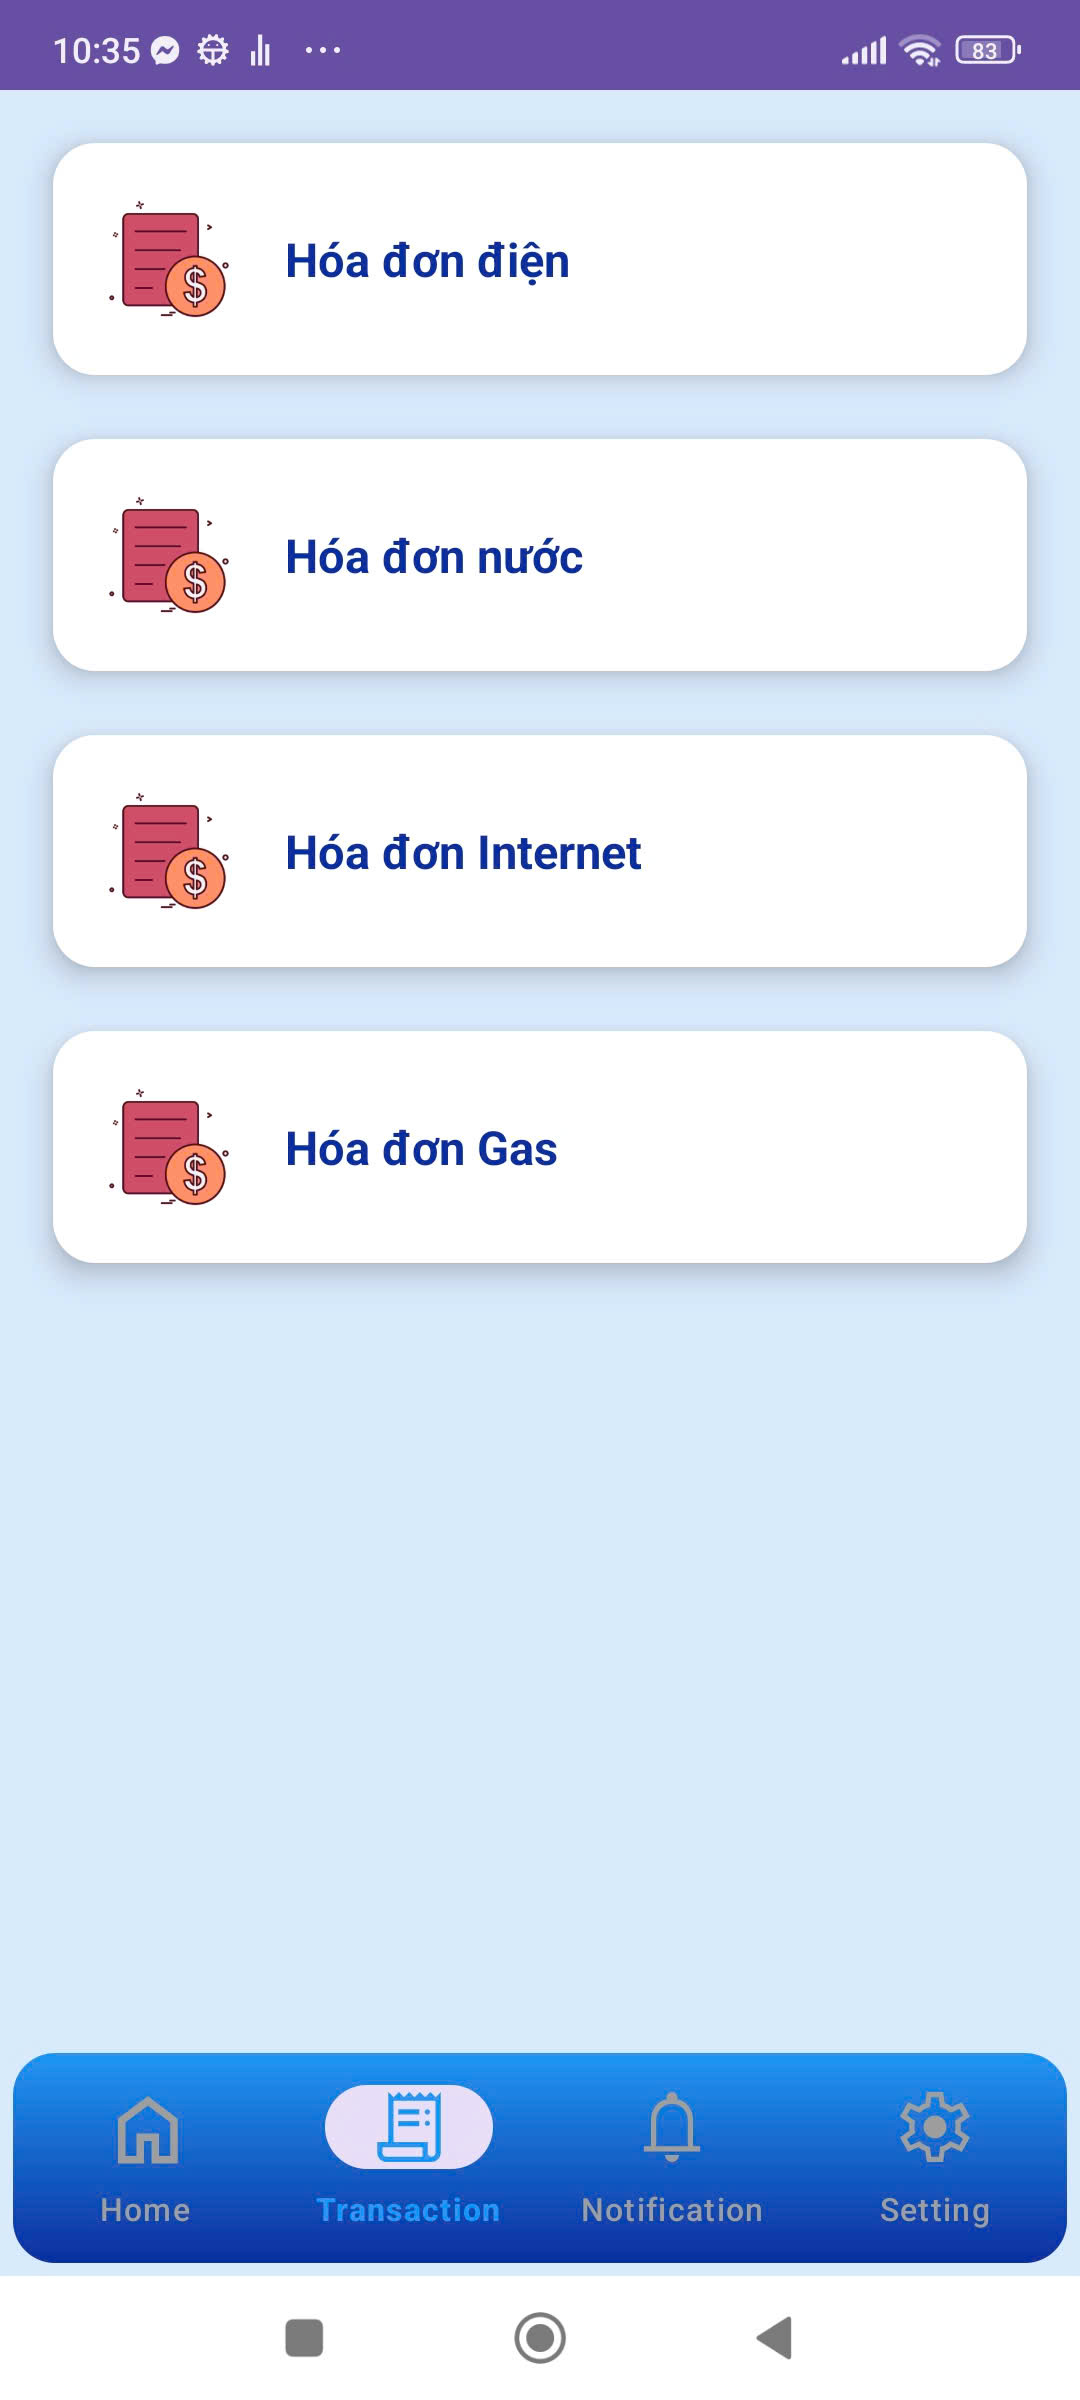 10:35
83
Hóa đơn điện
Hóa đơn nước
Hóa đơn Internet
Hóa đơn Gas
Home
Transaction
Notification
Setting